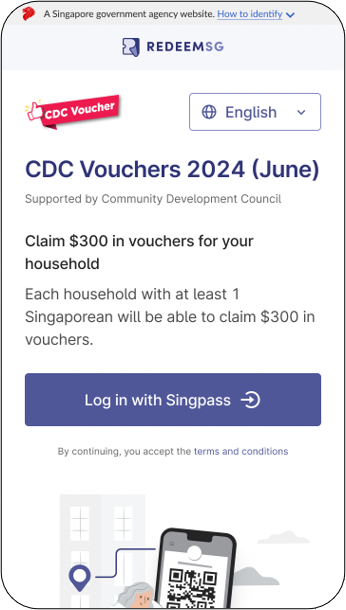 A Singapore government agency website. How to identify
REDEEMSG
CDC Voucher
English
CDC Vouchers 2024 (June)
Supported by Community Development Council
Claim $300 in vouchers for your
household
Each household with at least 1
Singaporean will be able to claim $300 in
vouchers.
Log in with Singpass
By continuing, you accept the terms and conditions